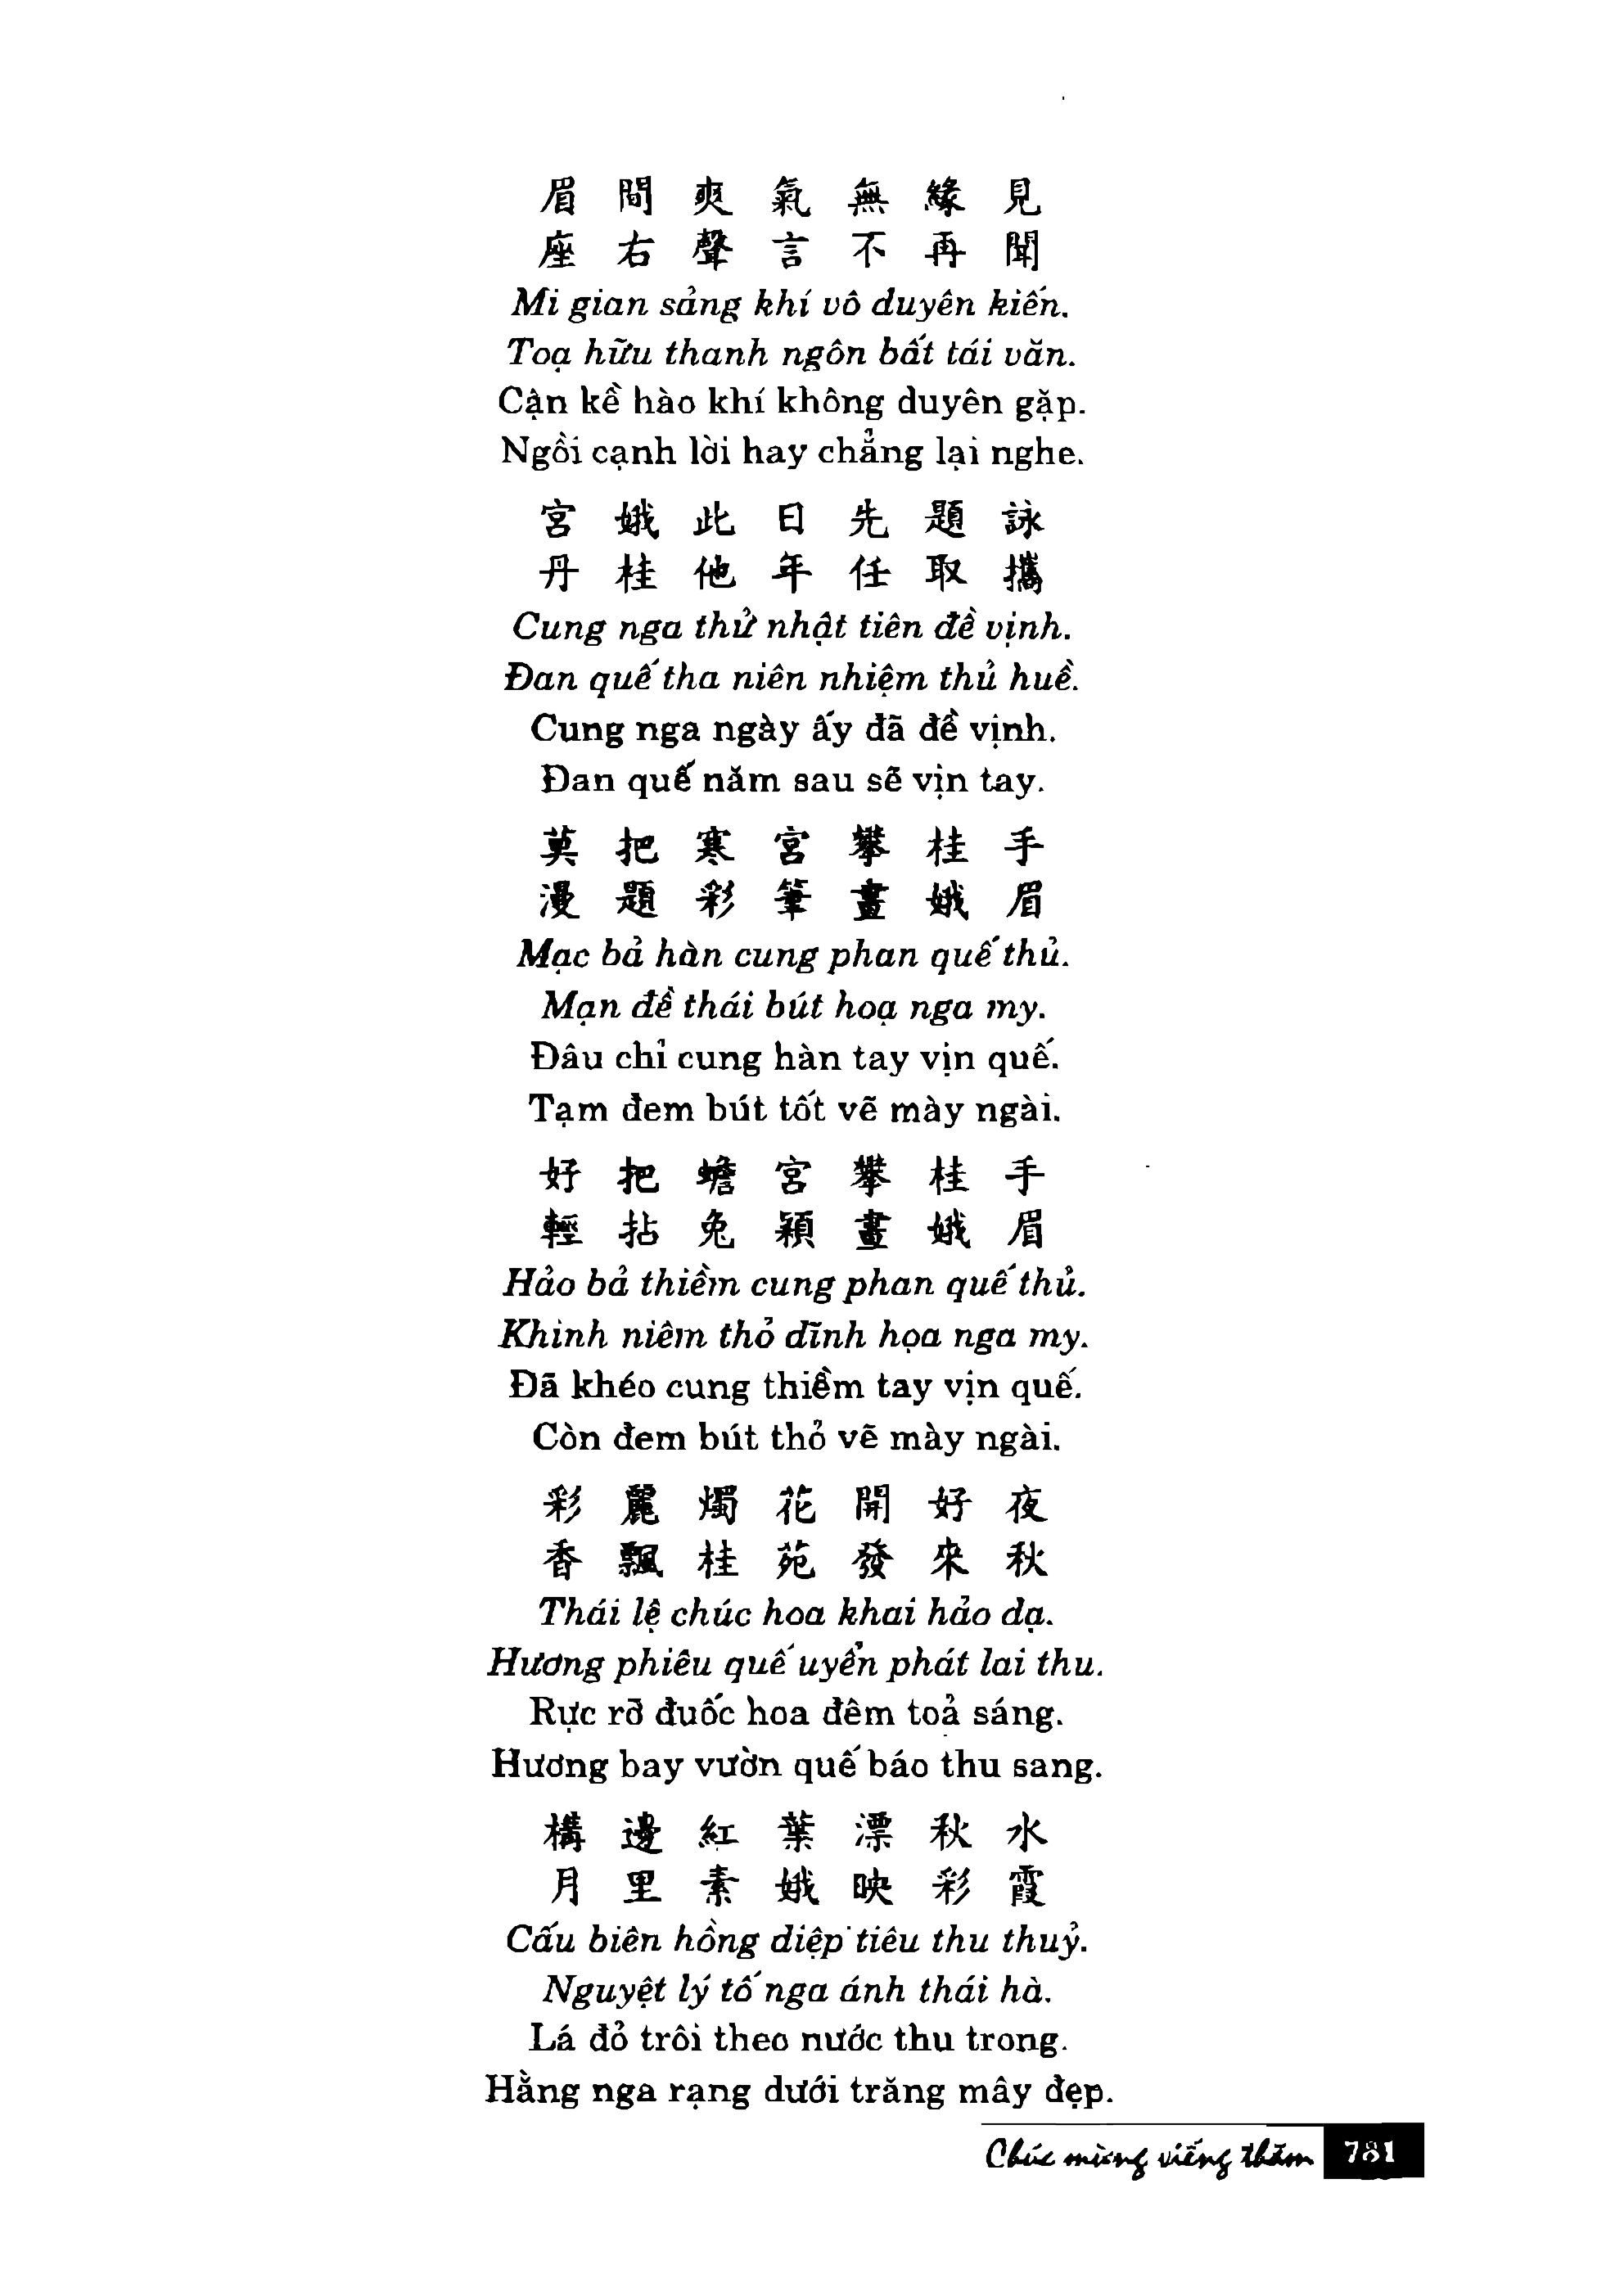 眉間爽氣無緣見
座右聲言不再聞
Mi gian sảng khí vô duyên kiến.
Toạ hữu thanh ngôn bất tái văn.
Cận kề hào khí không duyên gặp.
Ngồi cạnh lời hay chẳng lại nghe.
宮娥此日先題詠
丹桂他年任取攜
Cung nga thử nhật tiên đề vịnh.
Đan quế tha niên nhiệm thủ huề.
Cung nga ngày ấy đã đề vịnh.
Đan quế năm sau sẽ vịn tay.
莫把寒宮攀桂手
漫題彩筆畫娥眉
Mạc bả hàn cung phan quế thủ.
Mạn đề thái bút hoạ nga my.
Đâu chỉ cung hàn tay vịn quế.
Tạm đem bút tốt vẽ mày ngài.
好把蟾宮攀桂手
輕拈兔穎畫娥眉
Hảo bả thiềm cung phan quế thủ.
Khinh niêm thỏ dĩnh họa nga my.
Đã khéo cung thiềm tay vịn quế.
Còn đem bút thỏ vẽ mày ngài.
彩麗燭花開好夜
香飄桂苑發來秋
Thái lệ chúc hoa khai hảo dạ.
Hương phiêu quế uyển phát lai thu.
Rực rỡ đuốc hoa đêm toả sáng.
Hương bay vườn quế báo thu sang.
構邊紅葉漂秋水
月里素娥映彩霞
Cấu biên hồng diệp tiêu thu thuỷ.
Nguyệt lý tố nga ánh thái hà.
Lá đỏ trôi theo nước thu trong.
Hằng nga rạng dưới trăng mây đẹp.
Chúc mừng viếng thăm 781